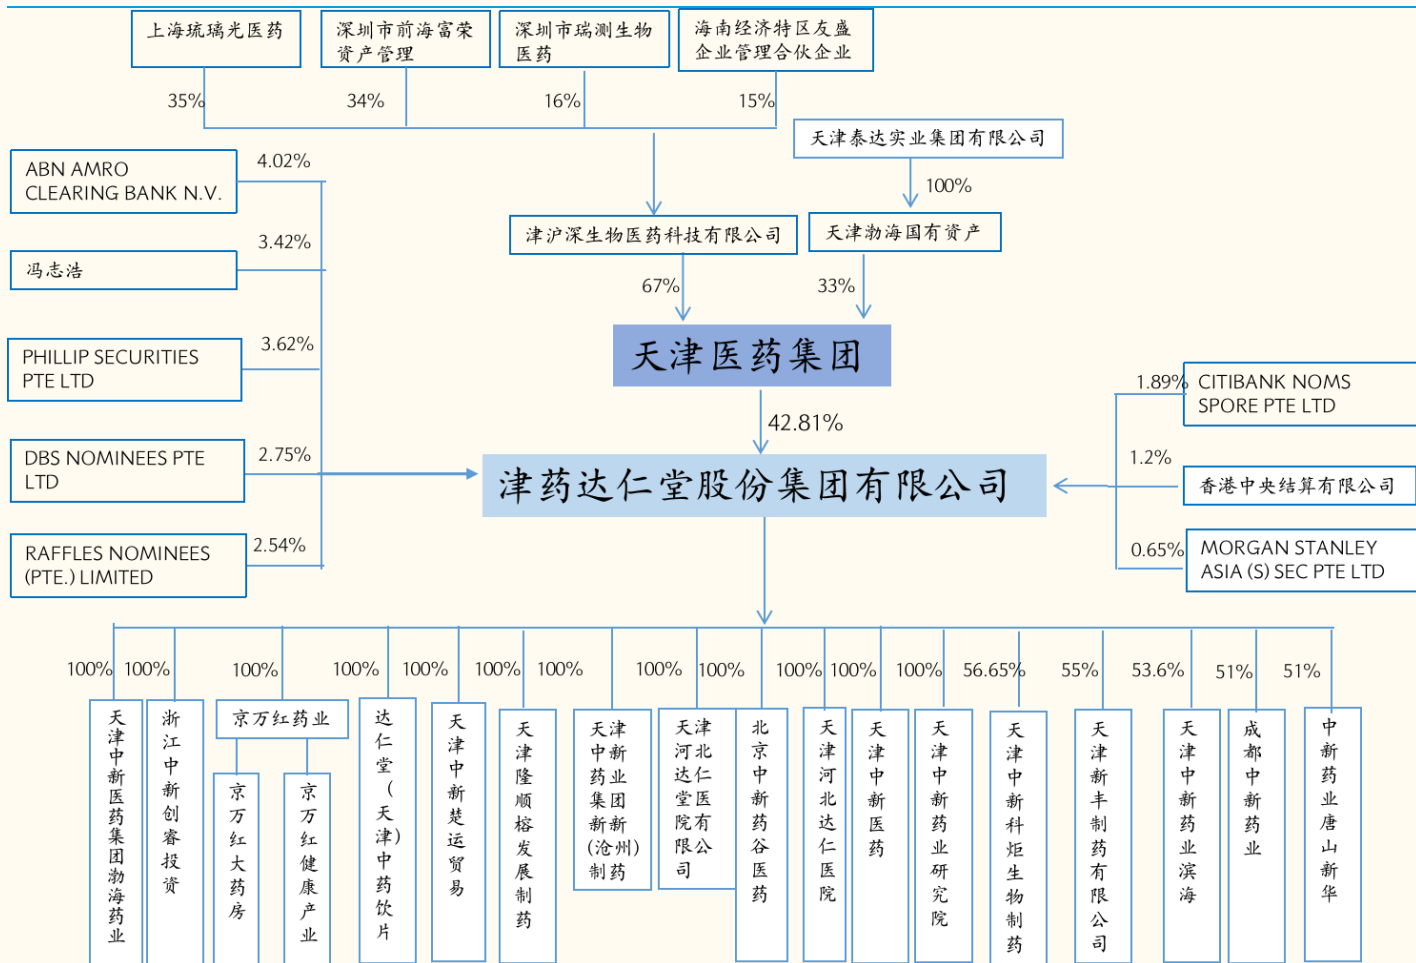 上海琉璃光医药
深圳市前海富荣
资产管理
深圳市瑞测生物
医药
海南经济特区友盛
企业管理合伙企业
35%
34%
16%
15%
天津泰达实业集团有限公司
100%
ABN AMRO
CLEARING BANK N.V.
4.02%
津沪深生物医药科技有限公司
天津渤海国有资产
冯志浩
3.42%
67%
33%
PHILLIP SECURITIES
PTE LTD
3.62%
天津医药集团
42.81%
1.89%
CITIBANK NOMS
SPORE PTE LTD
DBS NOMINEES PTE
LTD
2.75%
津药达仁堂股份集团有限公司
1.2%
香港中央结算有限公司
RAFFLES NOMINEES
(PTE.) LIMITED
2.54%
0.65%
MORGAN STANLEY
ASIA (S) SEC PTE LTD
100%
100%
100%
100%
100%
100%
100%
100%
100%
100%
100%
100%
56.65%
55%
53.6%
51%
51%
天津中新医药集团渤海药业
浙江中新创睿投资
京万红药业
京万红大药房
京万红健康产业
达仁堂（天津）中药饮片
天津中新楚运贸易
天津隆顺榕发展制药
天津
中新
药业
集团
新新
(沧州)
制药
天津
河北
达仁
堂医
院有
限公
司
北京中新药谷医药
天津河北达仁医院
天津中新医药
天津中新药业研究院
天津中新科炬生物制药
天津新丰制药有限公司
天津中新药业滨海
成都中新药业
中新药业唐山新华